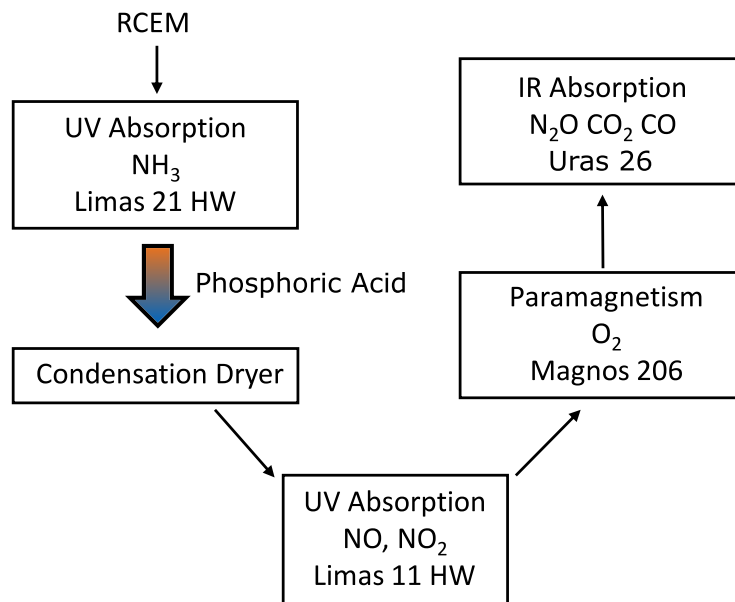 RCEM
UV Absorption
NH₃
Limas 21 HW
Phosphoric Acid
Condensation Dryer
UV Absorption
NO, NO₂
Limas 11 HW
Paramagnetism
O₂
Magnos 206
IR Absorption
N₂O CO₂ CO
Uras 26